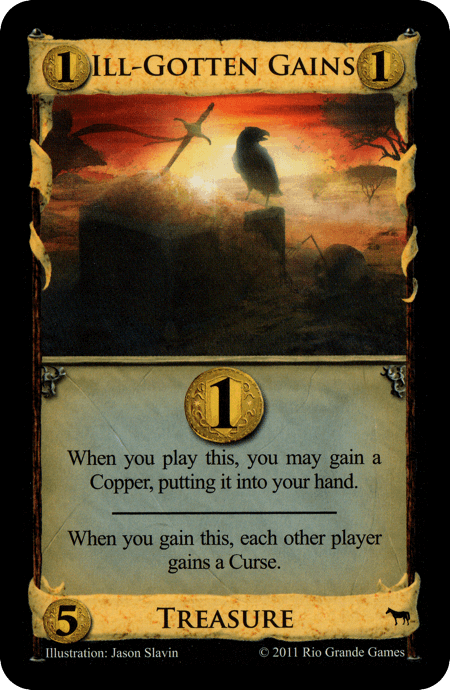 1 ILL-GOTTEN GAINS 1
1
When you play this, you may gain a
Copper, putting it into your hand.
When you gain this, each other player
gains a Curse.
5 TREASURE
Illustration: Jason Slavin © 2011 Rio Grande Games